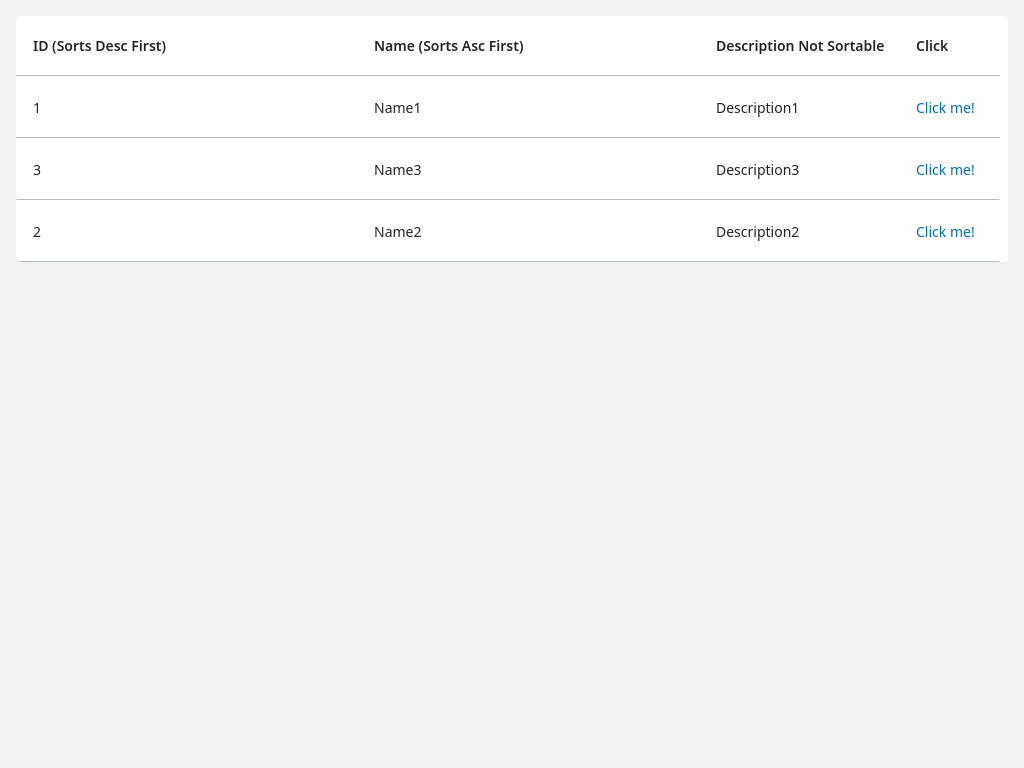 ID (Sorts Desc First) Name (Sorts Asc First) Description Not Sortable Click
1 Name1 Description1 Click me!
3 Name3 Description3 Click me!
2 Name2 Description2 Click me!